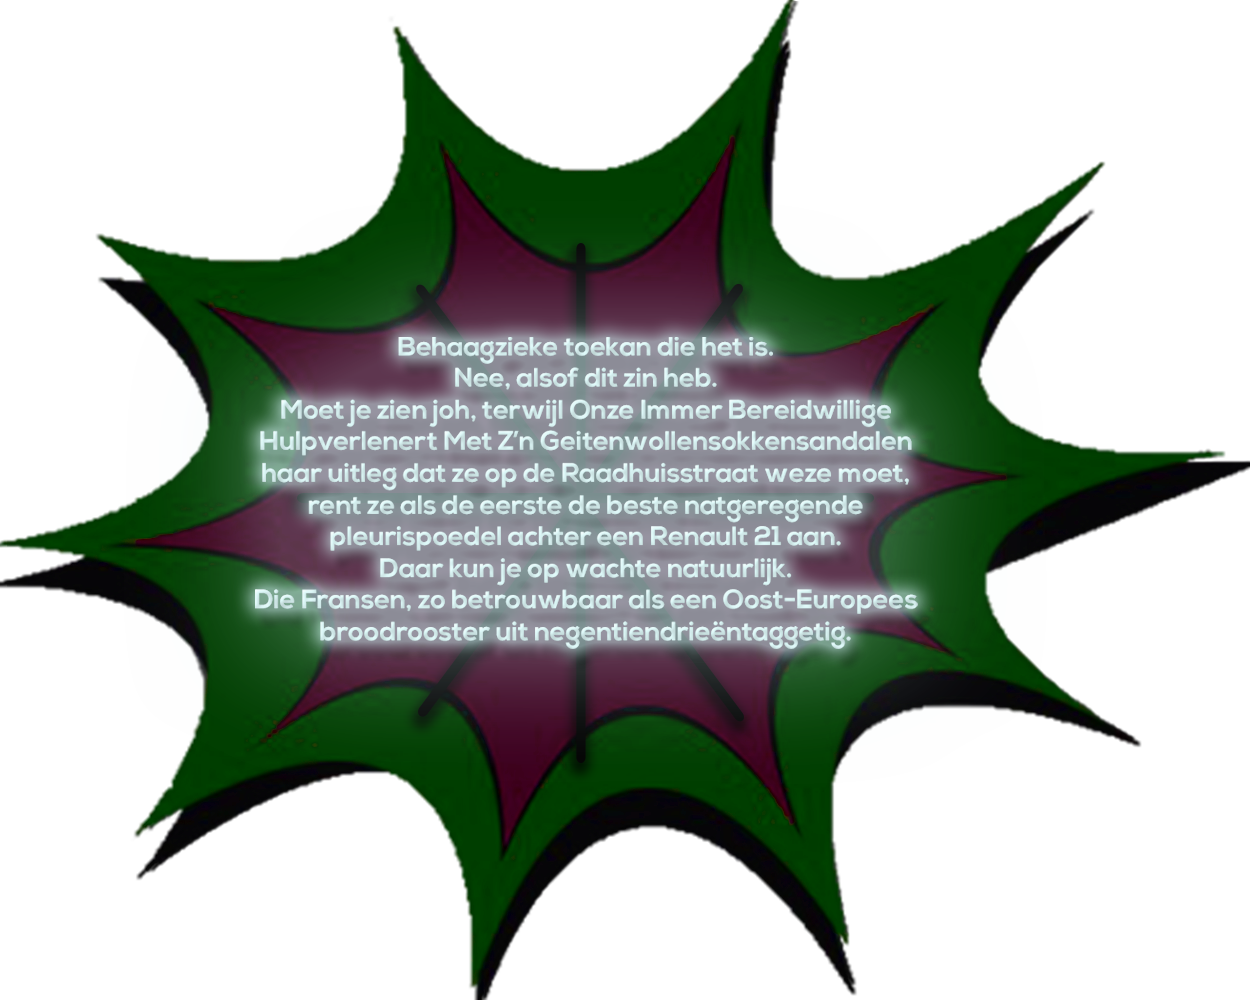 Behaagzieke toekan die het is.
Nee, alsof dit zin heb.
Moet je zien joh, terwijl Onze Immer Bereidwillige
Hulpverlenert Met Z'n Geitenwollensokkensandalen
haar uitleg dat ze op de Raadhuisstraat weze moet,
rent ze als de eerste de beste natgeregende
pleurispoedel achter een Renault 21 aan.
Daar kun je op wachte natuurlijk.
Die Fransen, zo betrouwbaar als een Oost-Europees
broodrooster uit negentiendrieëntaggetig.